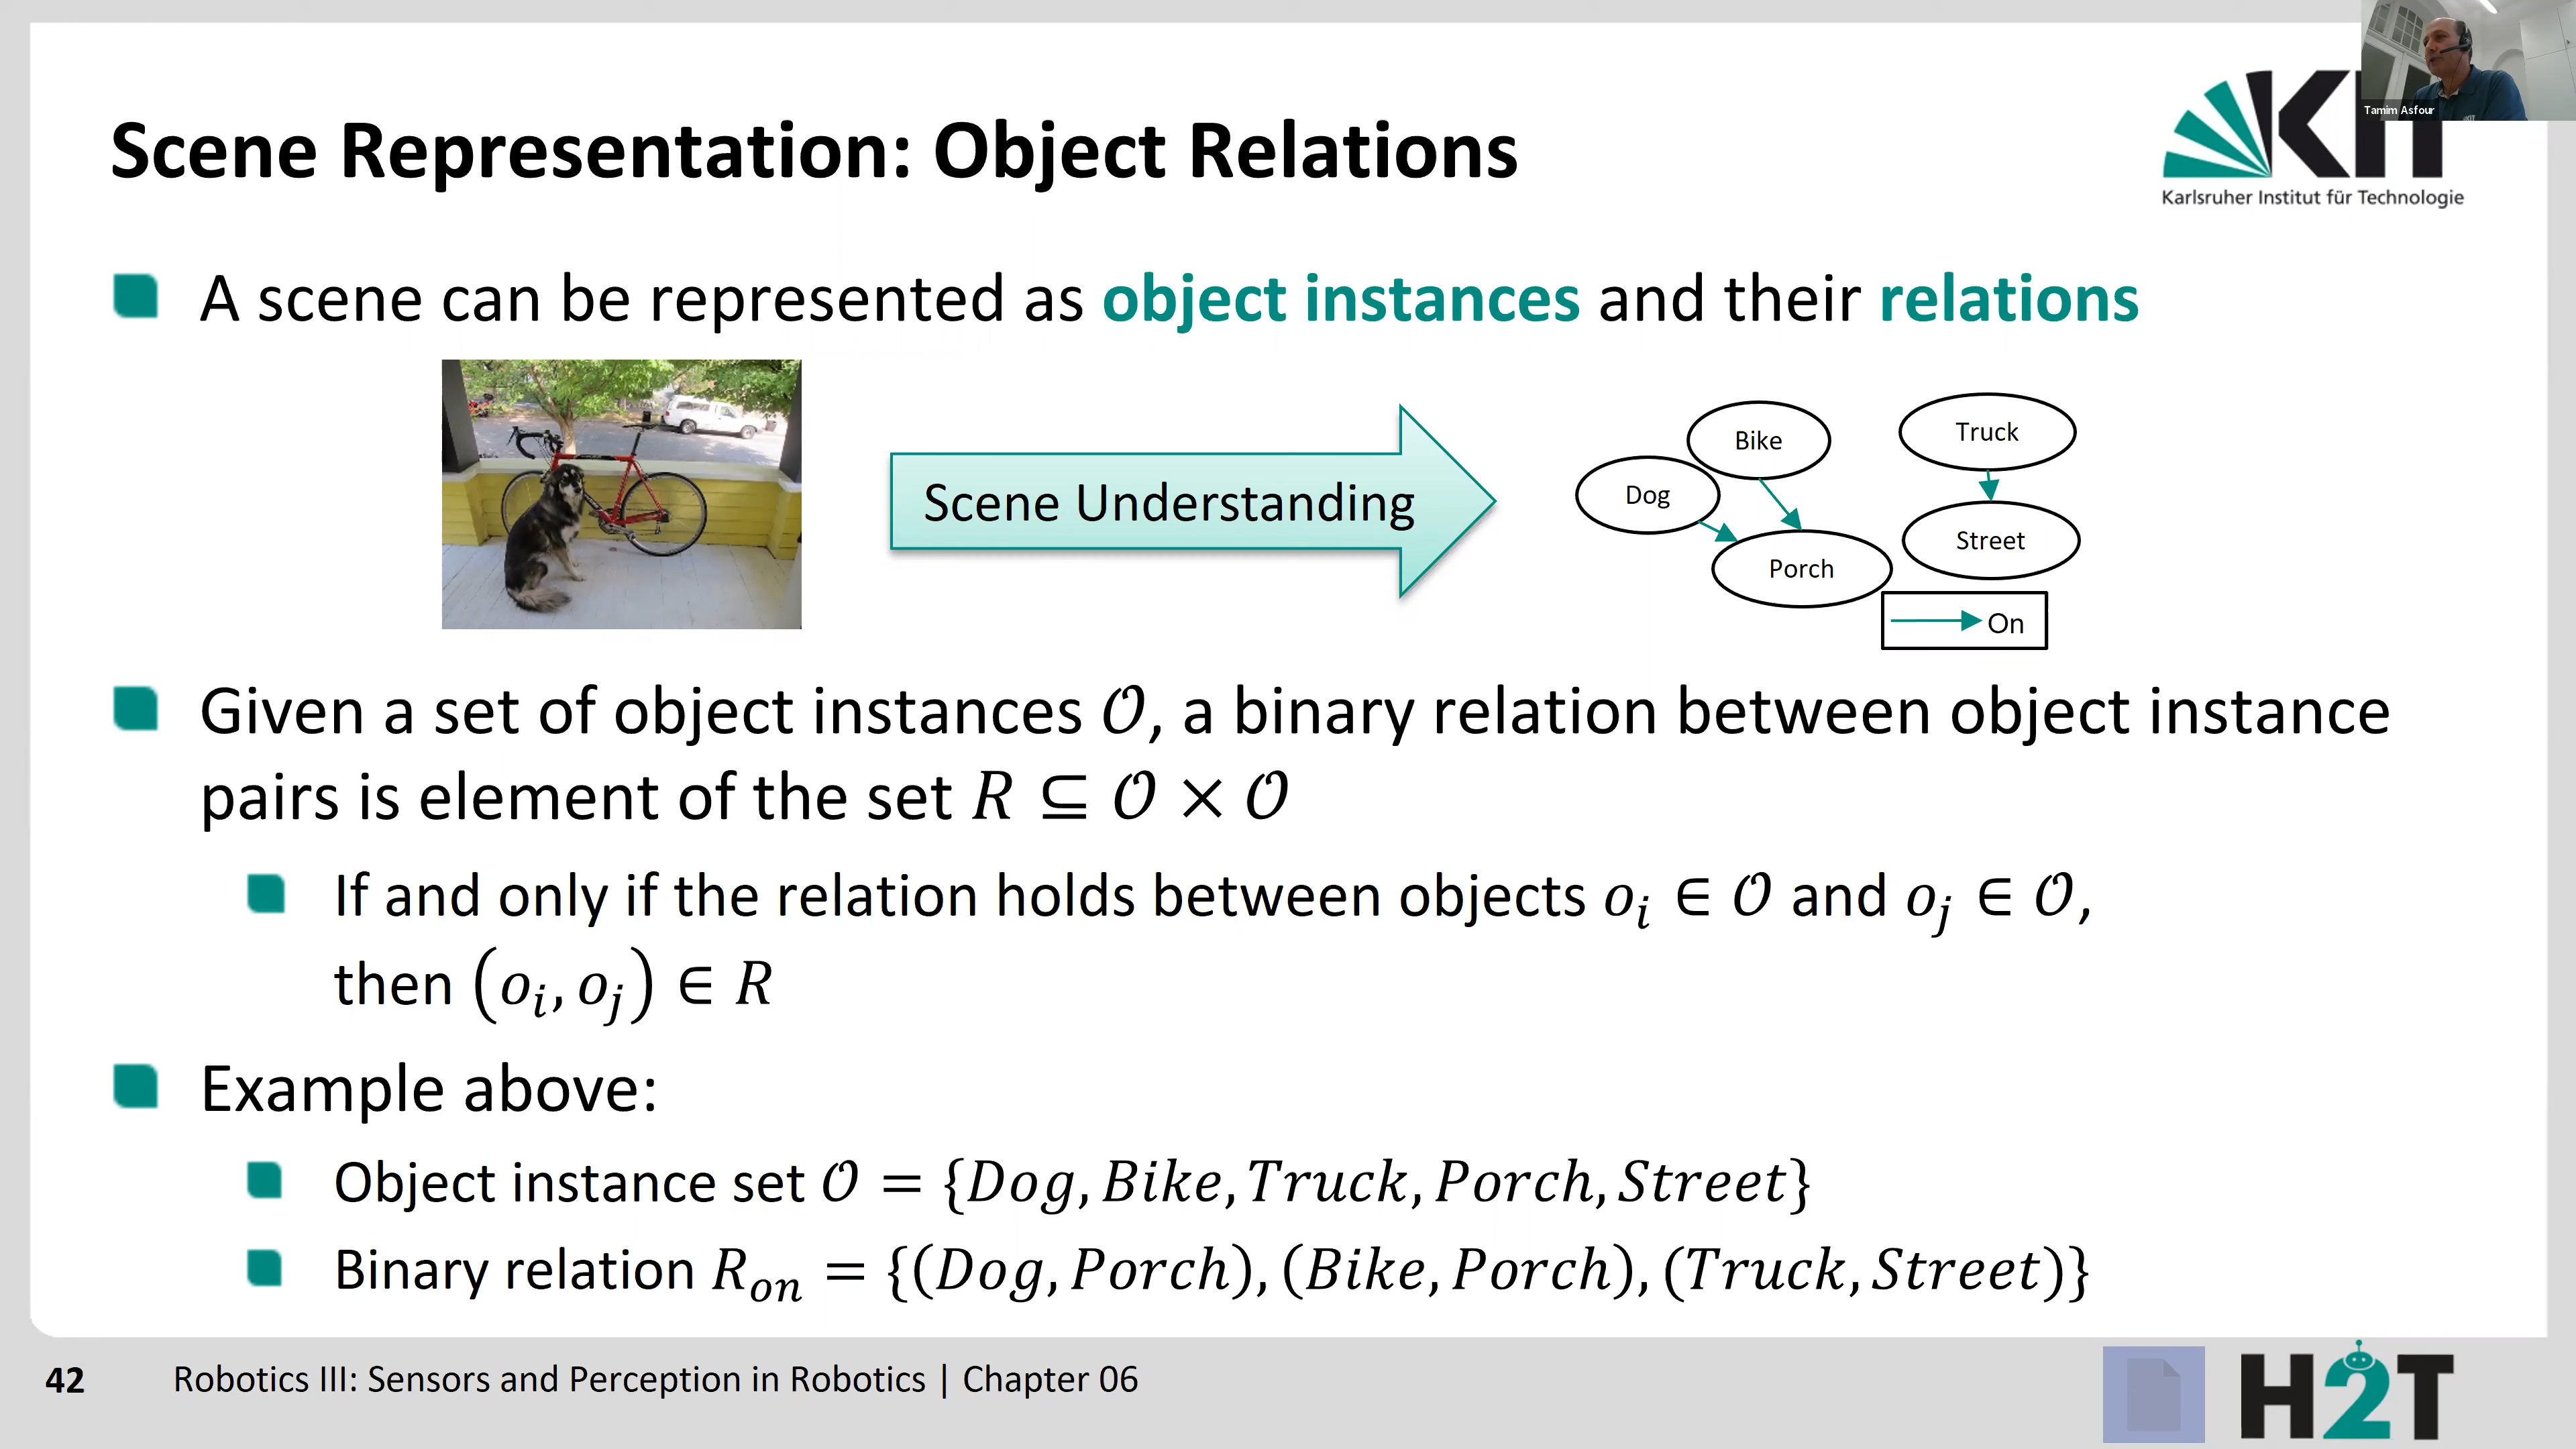 Tamim Asfour
KIT
Karlsruher Institut für Technologie
Scene Representation: Object Relations
A scene can be represented as object instances and their relations
Scene Understanding
Bike
Truck
Dog
Street
Porch
On
Given a set of object instances 𝒪, a binary relation between object instance
pairs is element of the set R ⊆ 𝒪 × 𝒪
If and only if the relation holds between objects oᵢ ∈ 𝒪 and oⱼ ∈ 𝒪,
then (oᵢ, oⱼ) ∈ R
Example above:
Object instance set 𝒪 = {Dog, Bike, Truck, Porch, Street}
Binary relation R_on = {(Dog, Porch), (Bike, Porch), (Truck, Street)}
42 Robotics III: Sensors and Perception in Robotics | Chapter 06
H2T